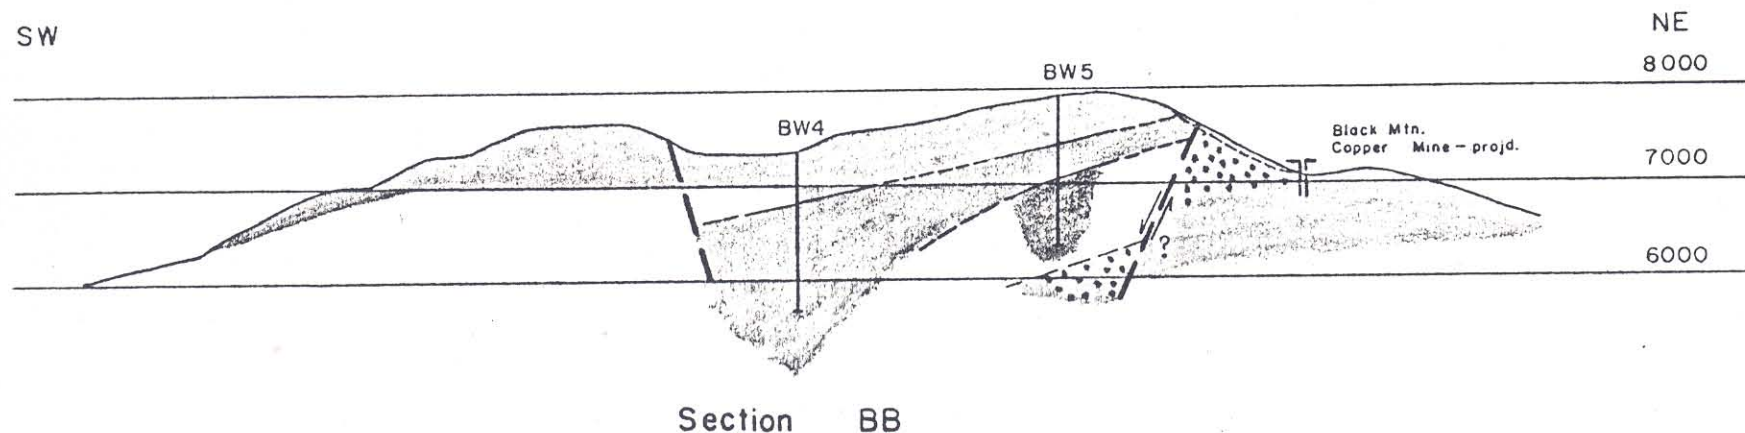 SW
NE
8000
BW5
BW4
Black Mtn.
Copper Mine - projd.
7000
?
6000
Section BB